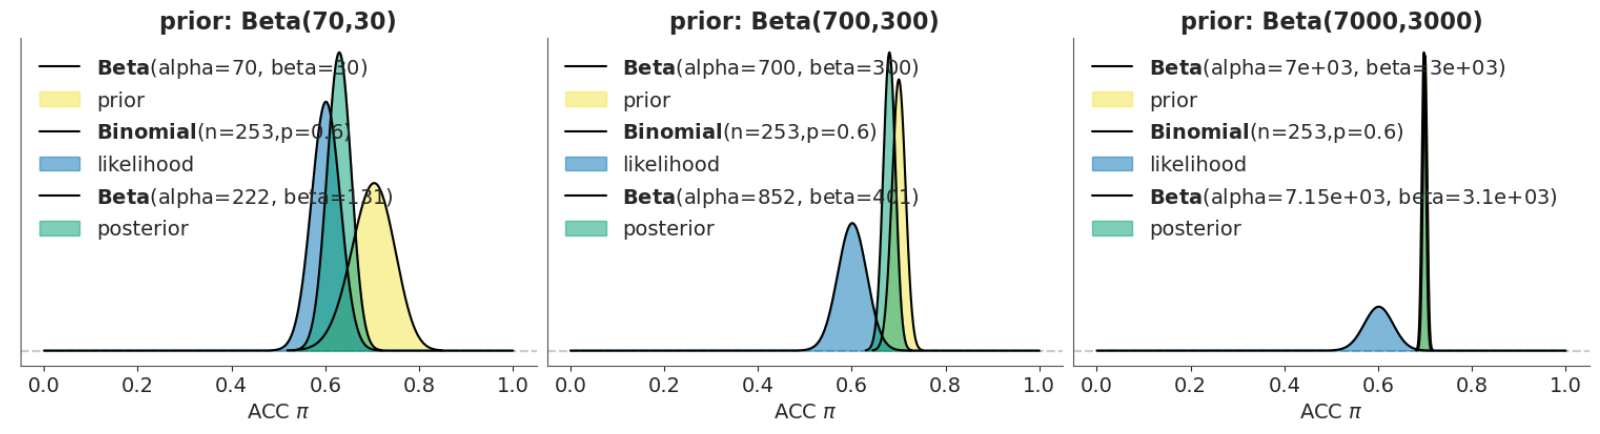 prior: Beta(70,30)
Beta(alpha=70, beta=30)
prior
Binomial(n=253,p=0.6)
likelihood
Beta(alpha=222, beta=131)
posterior
0.0 0.2 0.4 0.6 0.8 1.0
ACC π
prior: Beta(700,300)
Beta(alpha=700, beta=300)
prior
Binomial(n=253,p=0.6)
likelihood
Beta(alpha=852, beta=401)
posterior
0.0 0.2 0.4 0.6 0.8 1.0
ACC π
prior: Beta(7000,3000)
Beta(alpha=7e+03, beta=3e+03)
prior
Binomial(n=253,p=0.6)
likelihood
Beta(alpha=7.15e+03, beta=3.1e+03)
posterior
0.0 0.2 0.4 0.6 0.8 1.0
ACC π